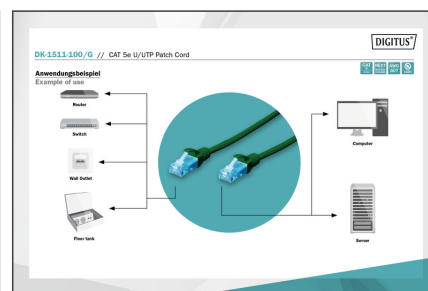 DIGITUS®
DK-1511-100/G // CAT 5e U/UTP Patch Cord
Anwendungsbeispiel
Example of use
Router
Switch
Wall Outlet
Floor tank
Computer
Server